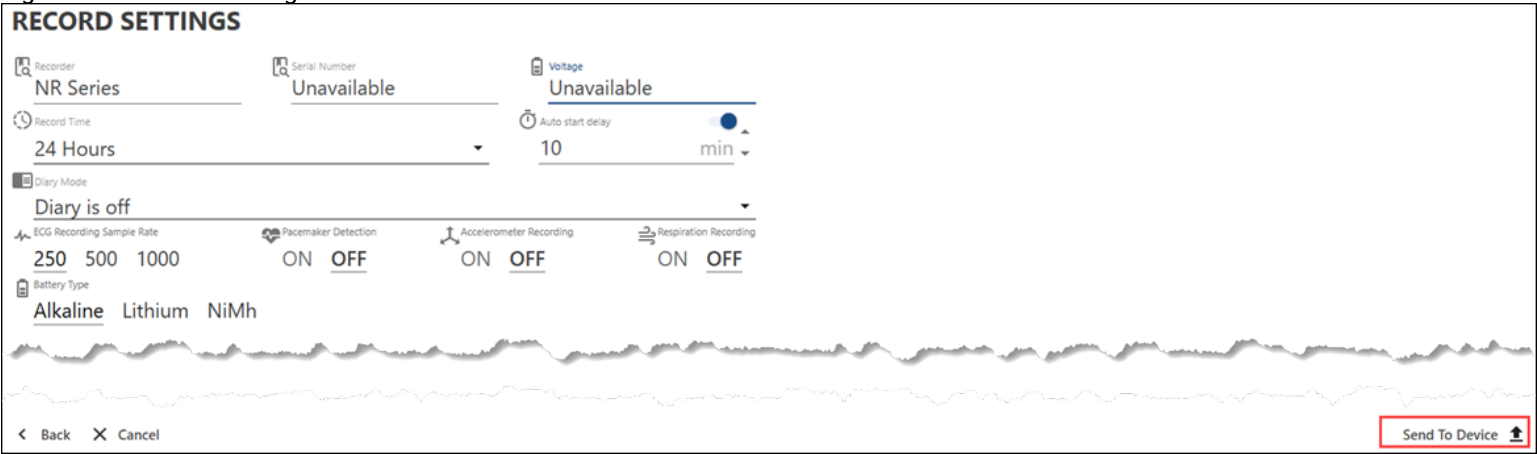 RECORD SETTINGS
Recorder Serial Number Voltage
NR Series Unavailable Unavailable
Record Time Auto start delay
24 Hours 10 min
Diary Mode
Diary is off
ECG Recording Sample Rate Pacemaker Detection Accelerometer Recording Respiration Recording
250 500 1000 ON OFF ON OFF ON OFF
Battery Type
Alkaline Lithium NiMh
Back Cancel Send To Device